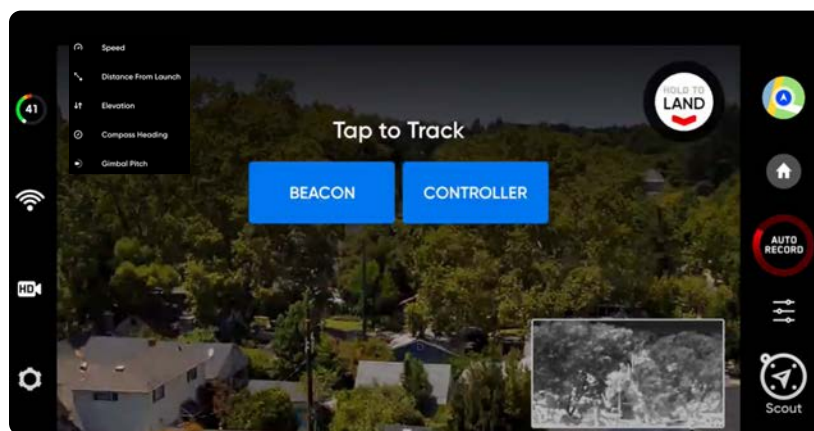 Speed
Distance From Launch
41
Elevation
Compass Heading
Gimbal Pitch
HOLD TO
LAND
Tap to Track
BEACON
CONTROLLER
AUTO
RECORD
HD
Scout